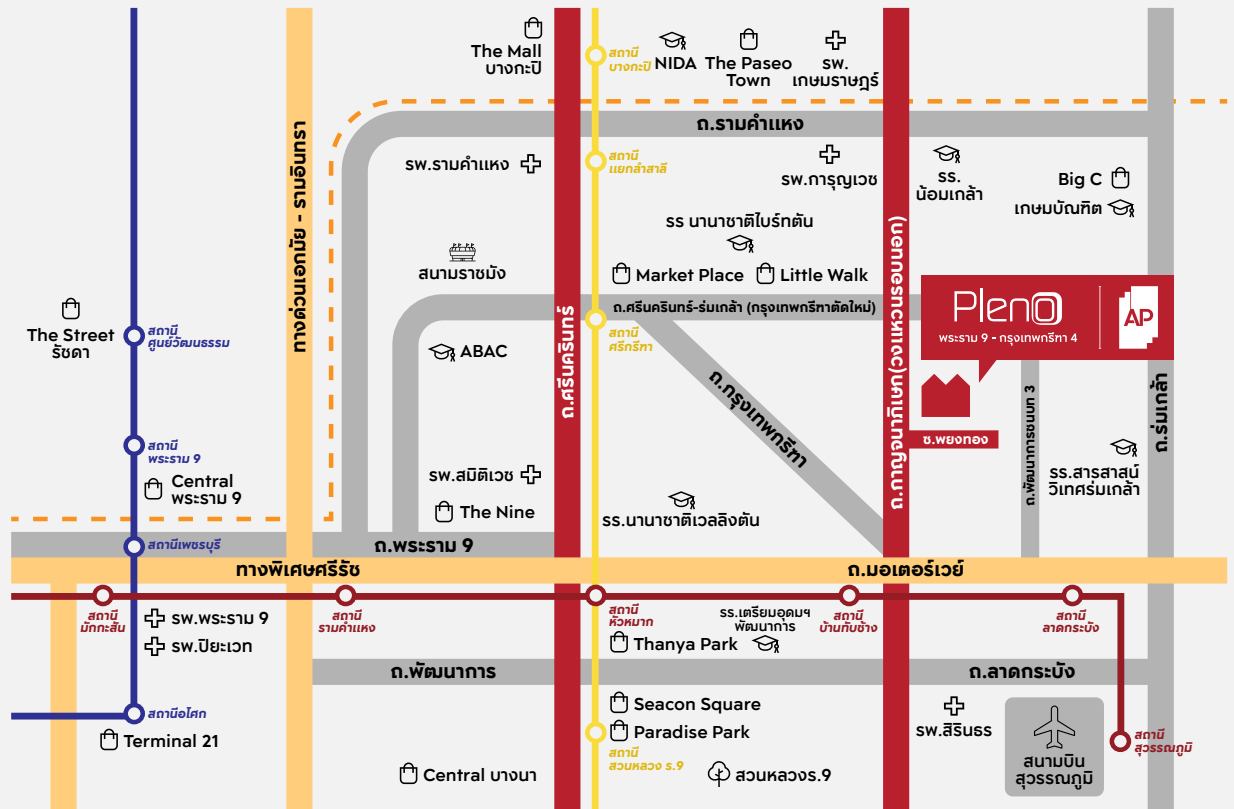 The Mall
บางกะปิ
สถานี
บางกะปิ
NIDA
The Paseo
Town
รพ.
เกษมราษฎร์
ถ.รามคำแหง
ทางด่วนเอกมัย - รามอินทรา
รพ.รามคำแหง
สถานี
แยกลำสาลี
รพ.การุญเวช
รร.
น้อมเกล้า
Big C
เกษมบัณฑิต
รร นานาชาติไบร์ทตัน
สนามราชมัง
Market Place
Little Walk
ถ.ศรีนครินทร์-ร่มเกล้า (กรุงเทพกรีฑาตัดใหม่)
Pleno
พระราม 9 - กรุงเทพกรีฑา 4
AP
The Street
รัชดา
สถานี
ศูนย์วัฒนธรรม
ABAC
ถ.ศรีนครินทร์
สถานี
ศรีกรีฑา
ถ.กรุงเทพกรีฑา
ถ.กาญจนาภิเษก(วงแหวนรอบนอก)
ซ.พยงทอง
ถ.พัฒนาการชนบท 3
ถ.ร่มเกล้า
สถานี
พระราม 9
Central
พระราม 9
รพ.สมิติเวช
The Nine
รร.นานาชาติเวลลิงตัน
รร.สารสาสน์
วิเทศร่มเกล้า
สถานีเพชรบุรี
ถ.พระราม 9
ทางพิเศษศรีรัช
ถ.มอเตอร์เวย์
สถานี
มักกะสัน
รพ.พระราม 9
รพ.ปิยะเวท
สถานี
รามคำแหง
สถานี
หัวหมาก
รร.เตรียมอุดมฯ
พัฒนาการ
สถานี
บ้านทับช้าง
สถานี
ลาดกระบัง
Thanya Park
ถ.พัฒนาการ
ถ.ลาดกระบัง
สถานีอโศก
Terminal 21
Seacon Square
Paradise Park
สถานี
สวนหลวง ร.9
รพ.สิรินธร
สนามบิน
สุวรรณภูมิ
สถานี
สุวรรณภูมิ
Central บางนา
สวนหลวงร.9